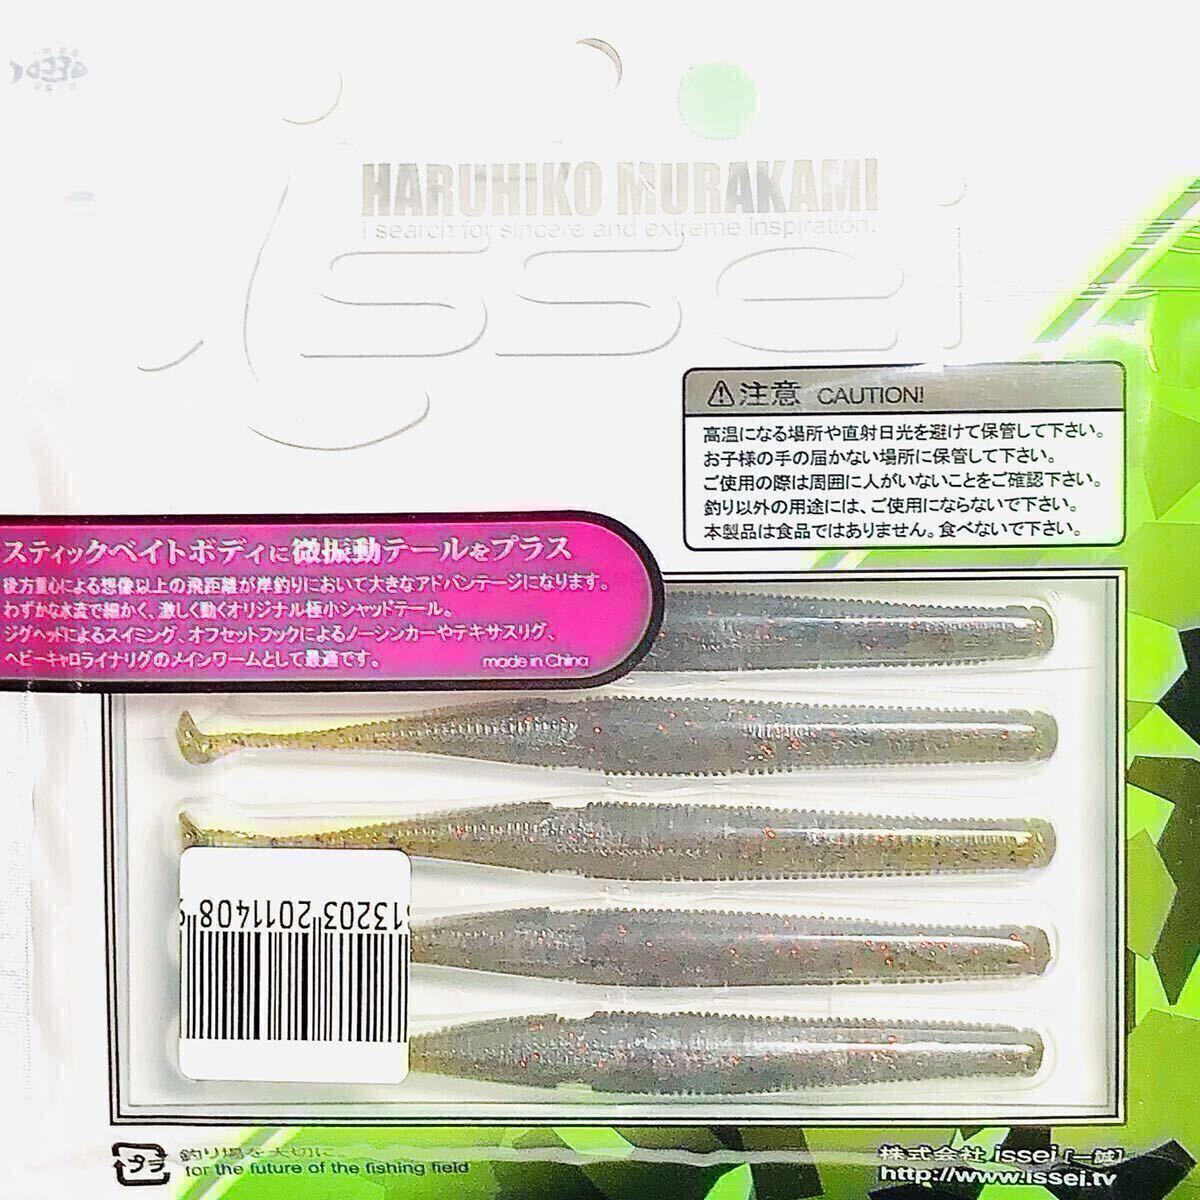 HARUHIKO MURAKAMI
i search for sincere and extreme inspiration.
issei
注意 CAUTION!
高温になる場所や直射日光を避けて保管して下さい。
お子様の手の届かない場所に保管して下さい。
ご使用の際は周囲に人がいないことをご確認下さい。
釣り以外の用途には、ご使用にならないで下さい。
本製品は食品ではありません。食べないで下さい。
スティックベイトボディに微振動テールをプラス
後方重心による想像以上の飛距離が岸釣りにおいて大きなアドバンテージになります。
わずかな水流で細かく、激しく動くオリジナル極小シャッドテール。
ジグヘッドによるスイミング、オフセットフックによるノーシンカーやテキサスリグ、
ヘビーキャロライナリグのメインワームとして最適です。
made in China
13203 2011408
プラ
釣り場を大切に。
for the future of the fishing field
株式会社 issei [一誠]
http://www.issei.tv